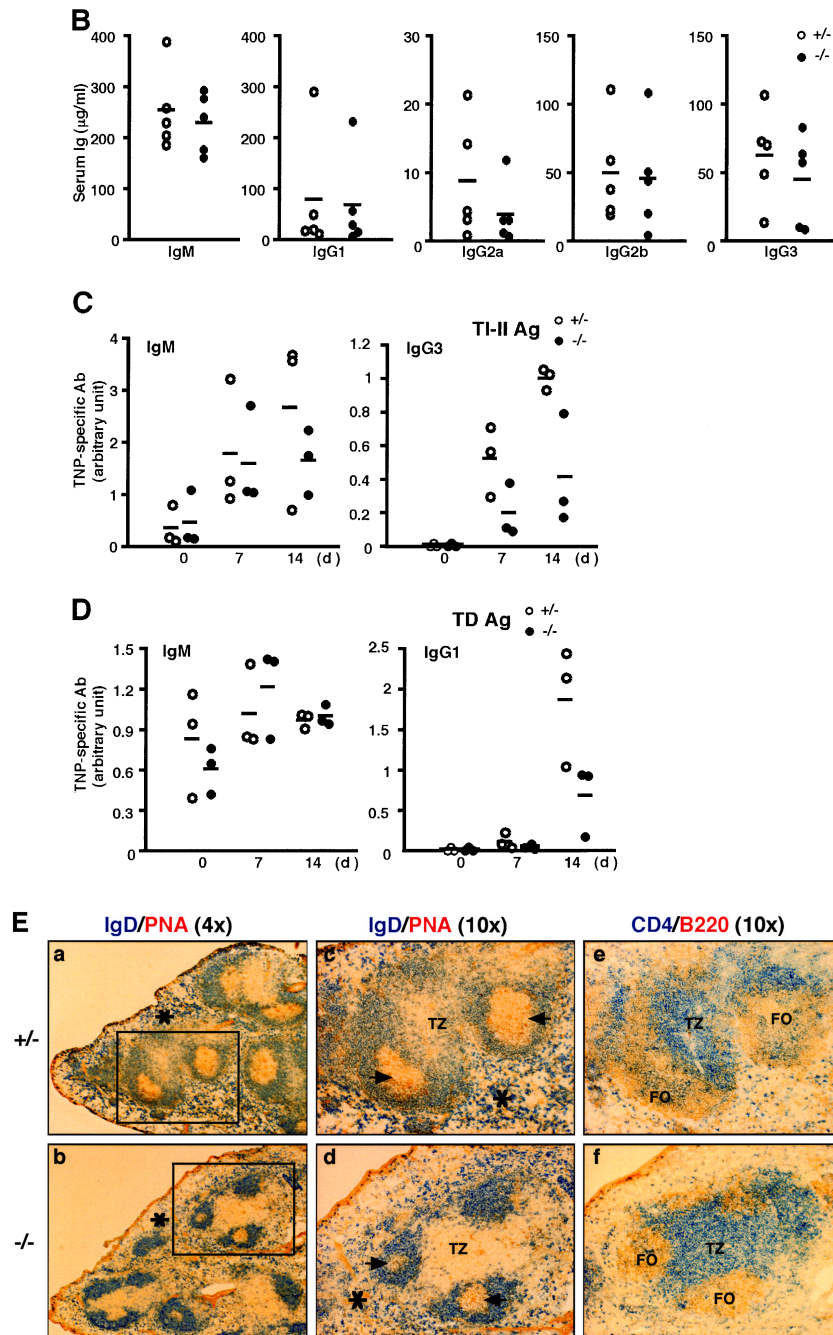 B
+/-
-/-
Serum Ig (µg/ml)
400
300
200
100
0
IgM
400
300
200
100
0
IgG1
30
20
10
0
IgG2a
150
100
50
0
IgG2b
150
100
50
0
IgG3
C
TI-II Ag
+/-
-/-
TNP-specific Ab
(arbitrary unit)
IgM
4
3
2
1
0
0 7 14 (d)
IgG3
1.2
1
0.8
0.6
0.4
0.2
0
0 7 14 (d)
D
TD Ag
+/-
-/-
TNP-specific Ab
(arbitrary unit)
IgM
1.5
1.2
0.9
0.6
0.3
0
0 7 14 (d)
IgG1
2.5
2
1.5
1
0.5
0
0 7 14 (d)
E
IgD/PNA (4x)
IgD/PNA (10x)
CD4/B220 (10x)
+/-
a
*
c
TZ
*
e
TZ
FO
FO
-/-
b
*
d
TZ
*
f
FO
TZ
FO